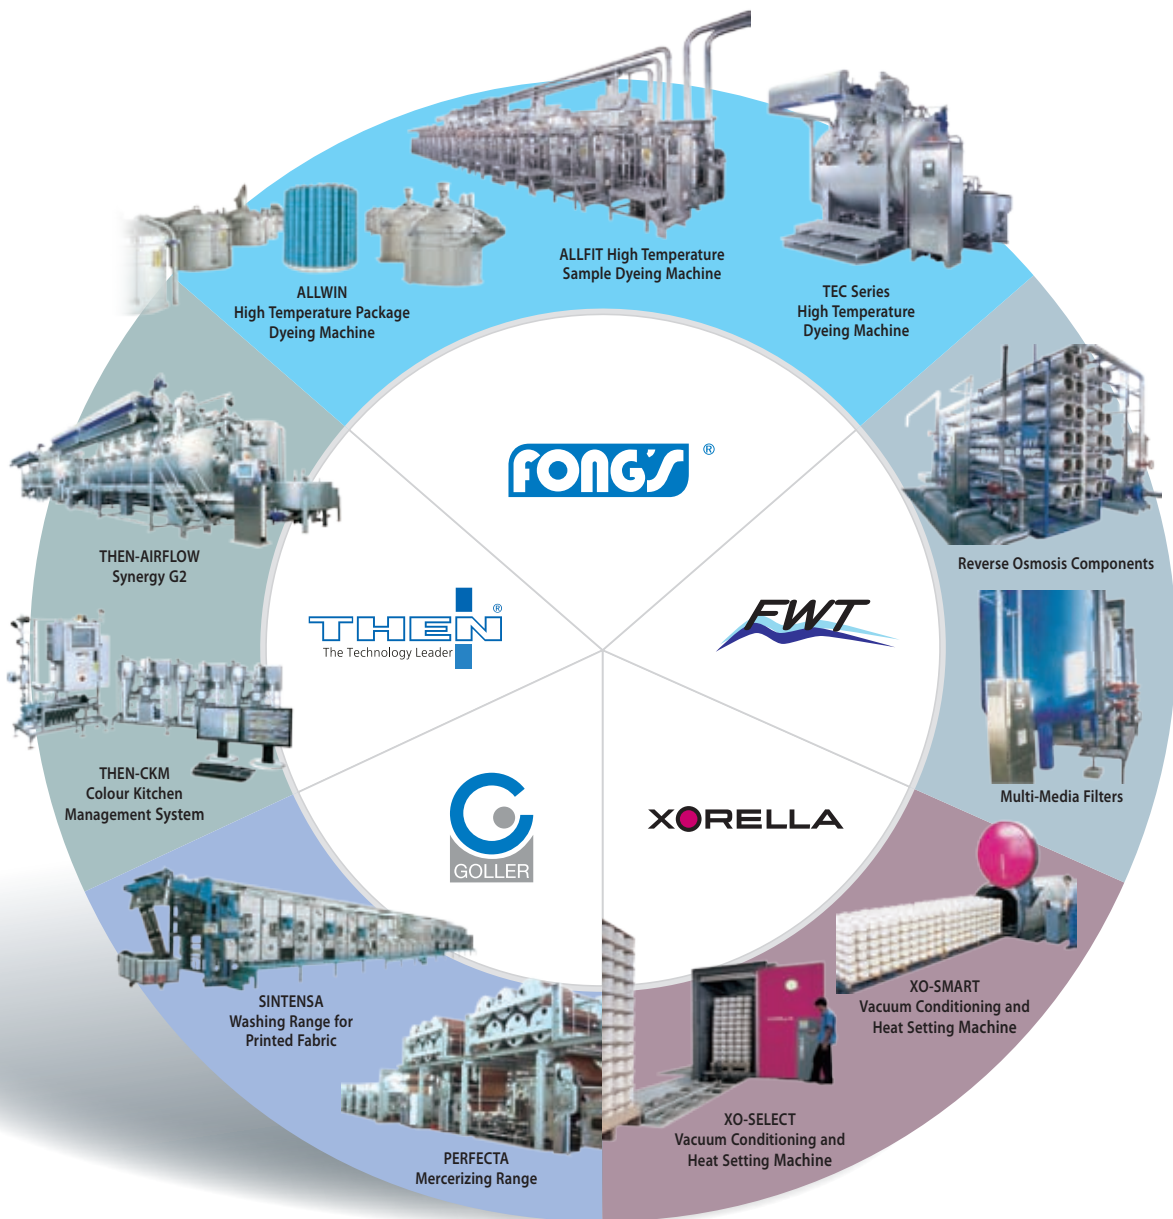 ALLFIT High Temperature
Sample Dyeing Machine
ALLWIN
High Temperature Package
Dyeing Machine
TEC Series
High Temperature
Dyeing Machine
FONG'S ®
THEN-AIRFLOW
Synergy G2
Reverse Osmosis Components
THEN ®
The Technology Leader
FWT
THEN-CKM
Colour Kitchen
Management System
Multi-Media Filters
GOLLER
XORELLA
SINTENSA
Washing Range for
Printed Fabric
XO-SMART
Vacuum Conditioning and
Heat Setting Machine
PERFECTA
Mercerizing Range
XO-SELECT
Vacuum Conditioning and
Heat Setting Machine